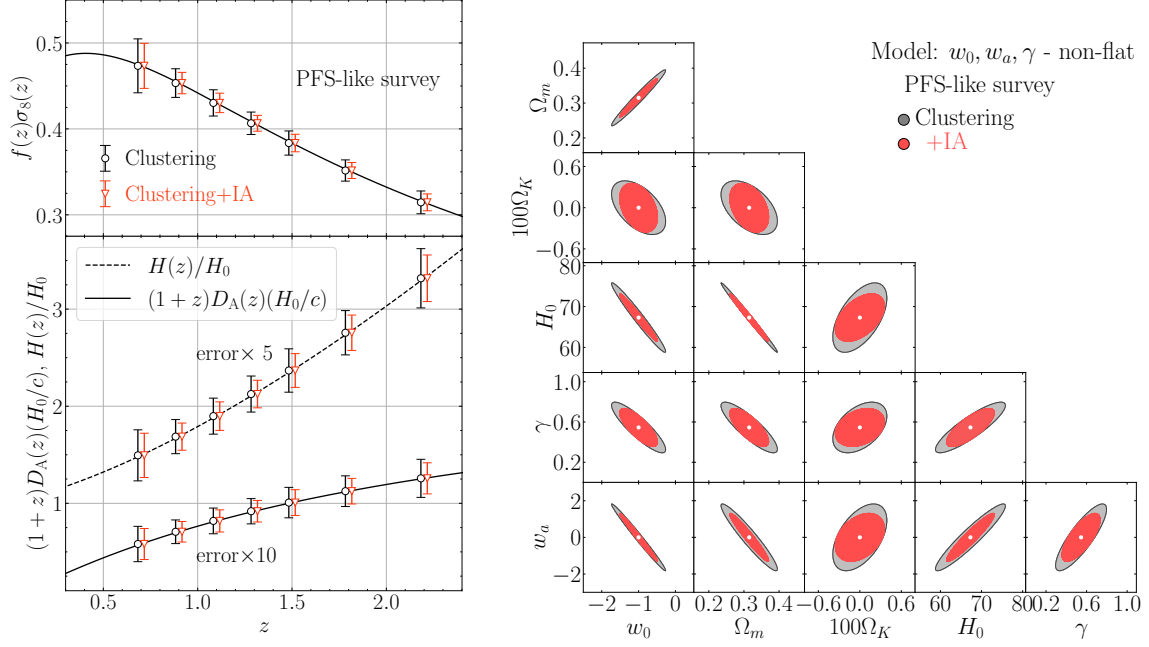 0.5
0.4
0.3
f(z)σ₈(z)
PFS-like survey
Clustering
Clustering+IA
H(z)/H₀
(1 + z)D_A(z)(H₀/c)
error× 5
error×10
3
2
1
(1 + z)D_A(z)(H₀/c), H(z)/H₀
0.5 1.0 1.5 2.0
z
Model: w₀, wₐ, γ - non-flat
PFS-like survey
Clustering
+IA
0.4
0.3
0.2
Ωₘ
0.6
0.0
−0.6
100Ω_K
80
70
60
H₀
1.0
0.6
0.2
γ
2
0
−2
wₐ
−2 −1 0
w₀
0.2 0.3 0.4
Ωₘ
−0.6 0.0 0.6
100Ω_K
60 70 80
H₀
0.2 0.6 1.0
γ